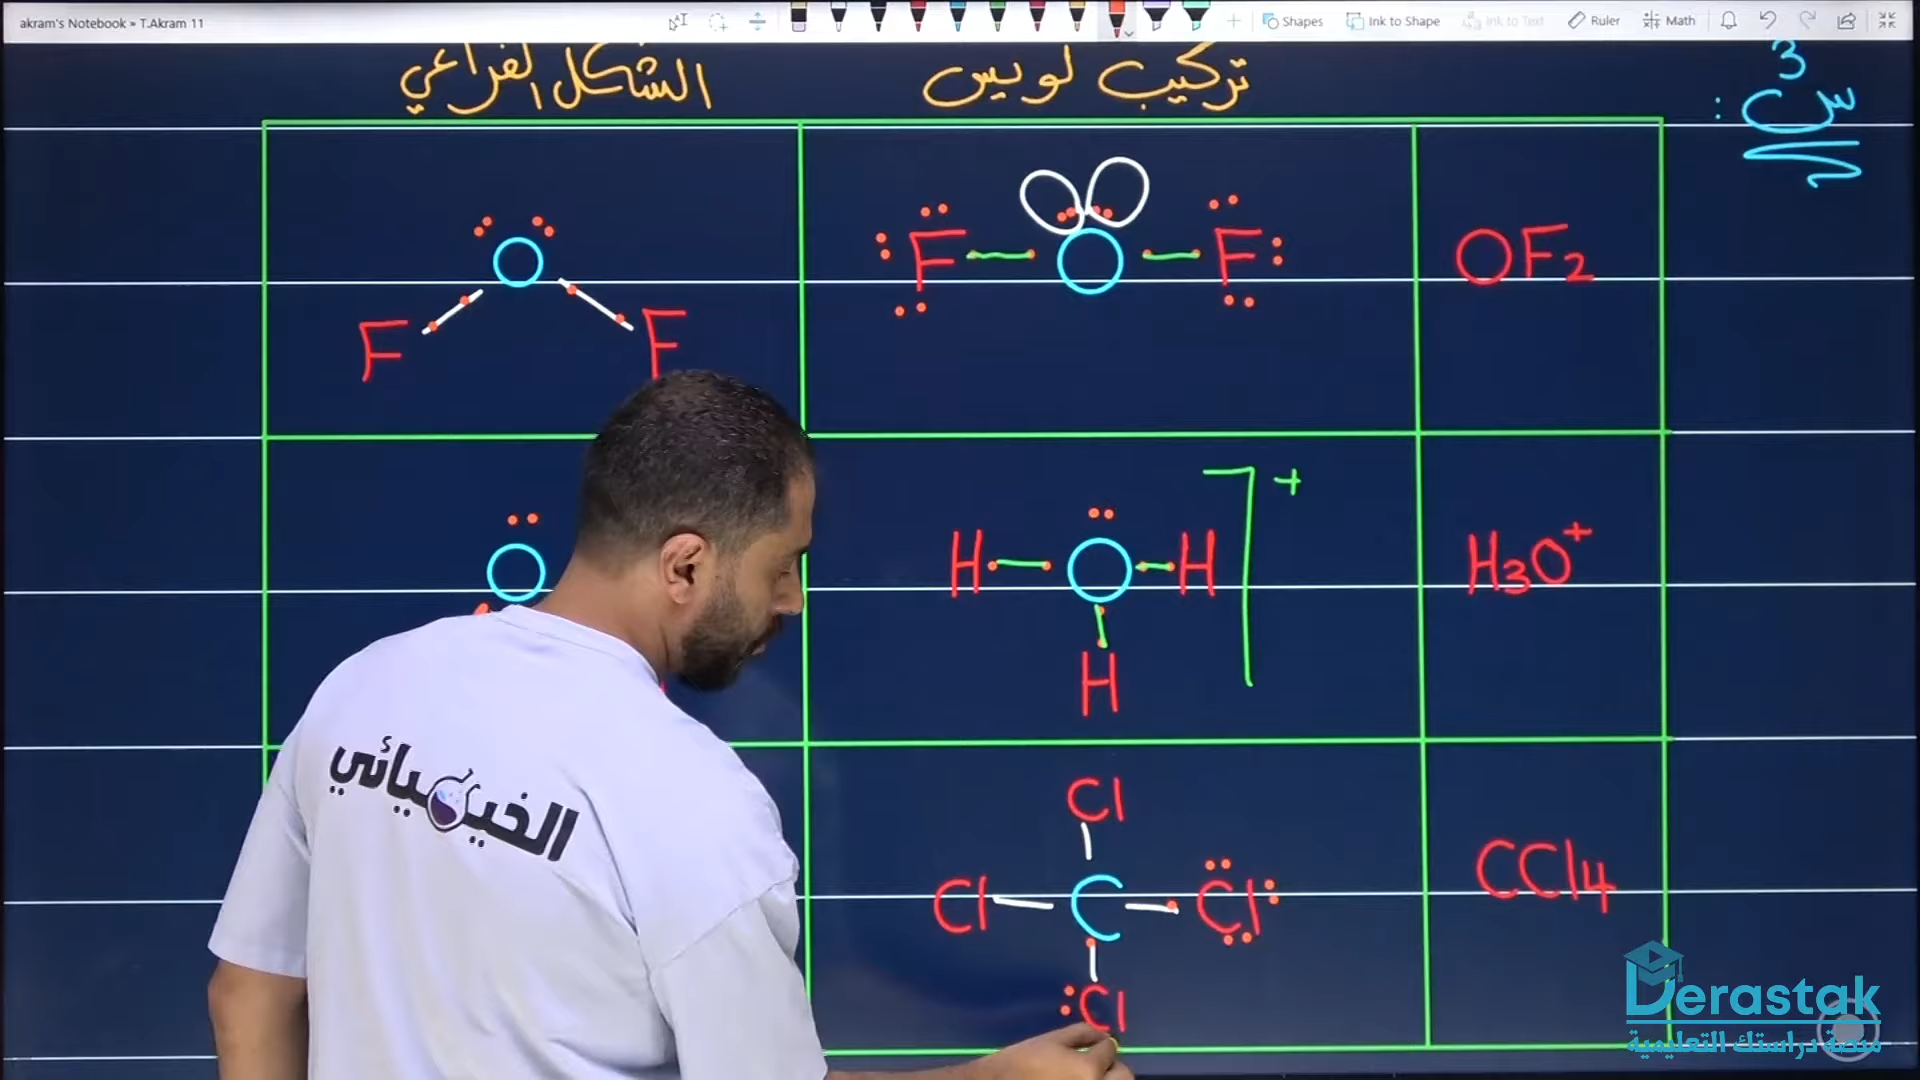 akram's Notebook » T.Akram 11
Shapes
Ink to Shape
Ink to Text
Ruler
Math
س3 :
تركيب لويس
الشكل الفراغي
OF2
F O F
O
F F
H3O+
H O H +
H
O
CCl4
Cl
Cl C Cl
Cl
الخيميائي
Derastak
منصة دراستك التعليمية